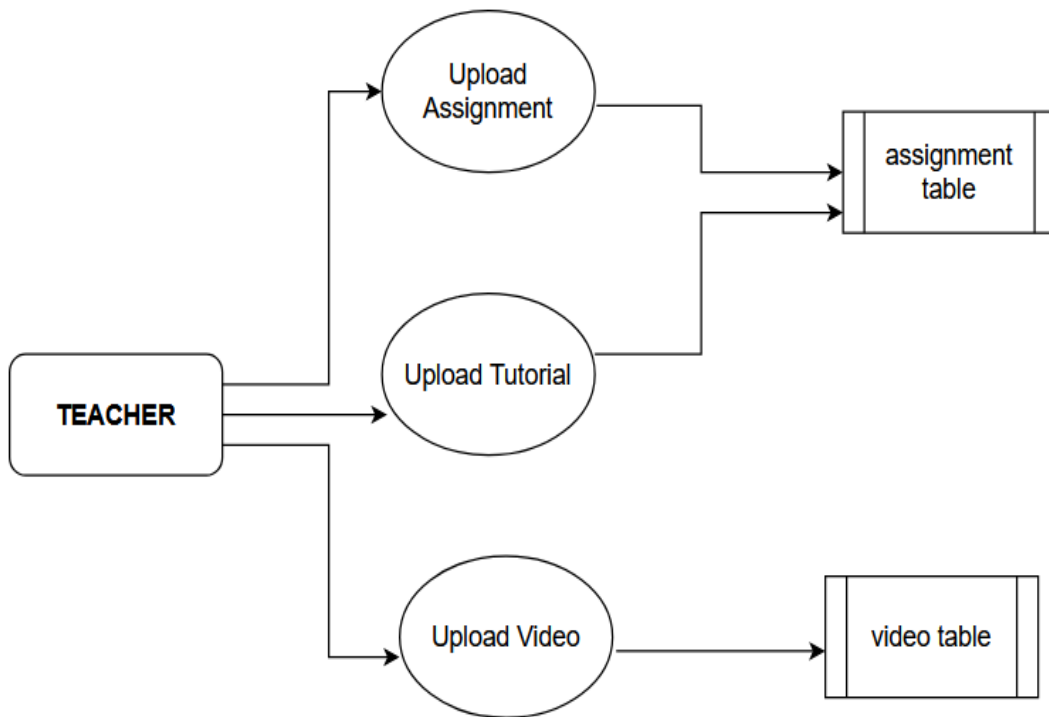 Upload
Assignment
assignment
table
Upload Tutorial
TEACHER
Upload Video
video table